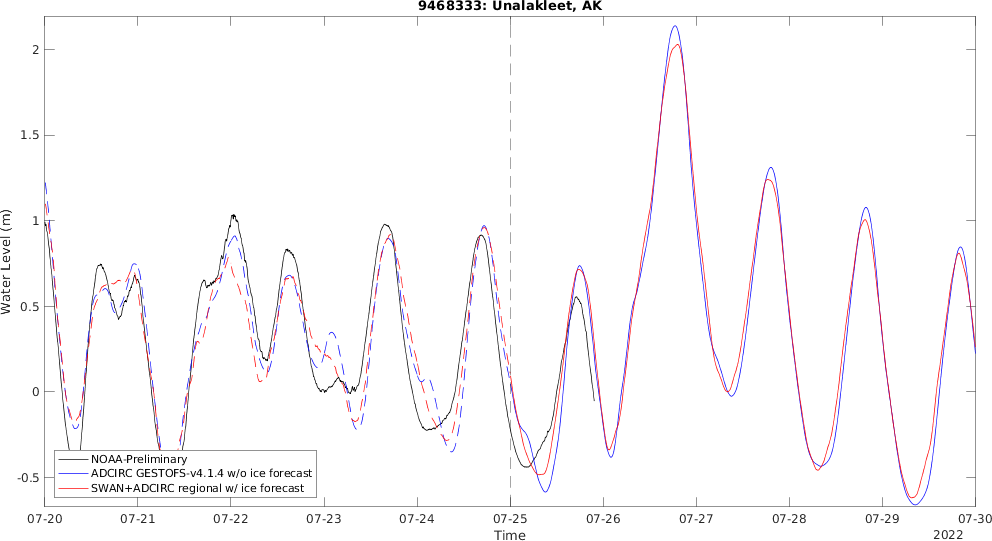 9468333: Unalakleet, AK
Water Level (m)
2
1.5
1
0.5
0
-0.5
NOAA-Preliminary
ADCIRC GESTOFS-v4.1.4 w/o ice forecast
SWAN+ADCIRC regional w/ ice forecast
07-20 07-21 07-22 07-23 07-24 07-25 07-26 07-27 07-28 07-29 07-30
Time
2022